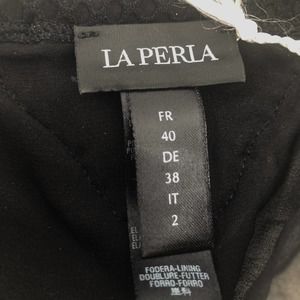 LA PERLA
FR
40
DE
38
IT
2
FODERA-LINING
DOUBLURE-FUTTER
FORRO-FORRO